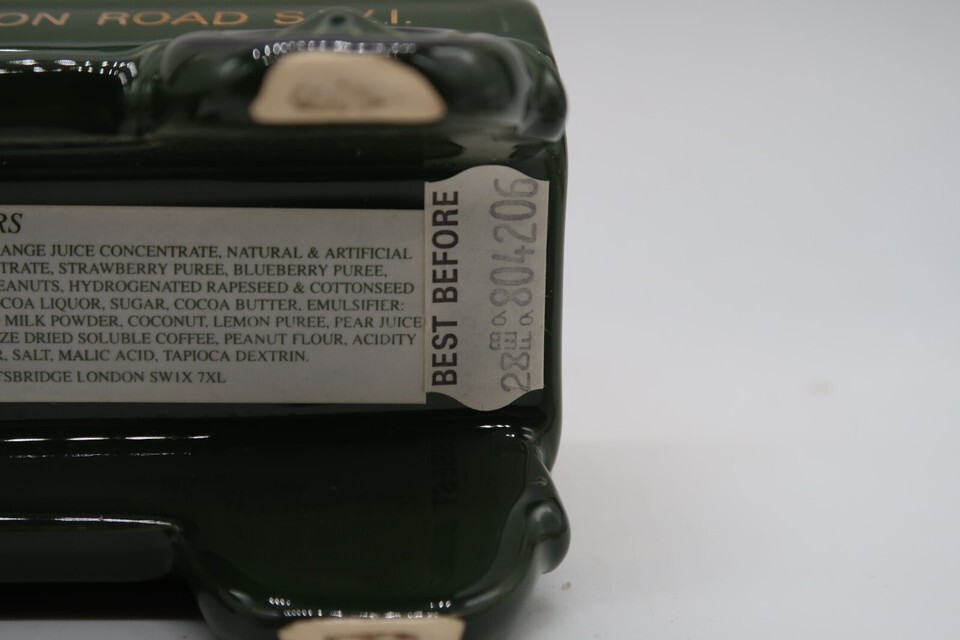 ON ROAD S.W.1.
RS
ANGE JUICE CONCENTRATE, NATURAL & ARTIFICIAL
TRATE, STRAWBERRY PUREE, BLUEBERRY PUREE,
EANUTS, HYDROGENATED RAPESEED & COTTONSEED
COA LIQUOR, SUGAR, COCOA BUTTER, EMULSIFIER:
MILK POWDER, COCONUT, LEMON PUREE, PEAR JUICE
ZE DRIED SOLUBLE COFFEE, PEANUT FLOUR, ACIDITY
R, SALT, MALIC ACID, TAPIOCA DEXTRIN.
TSBRIDGE LONDON SW1X 7XL
BEST BEFORE